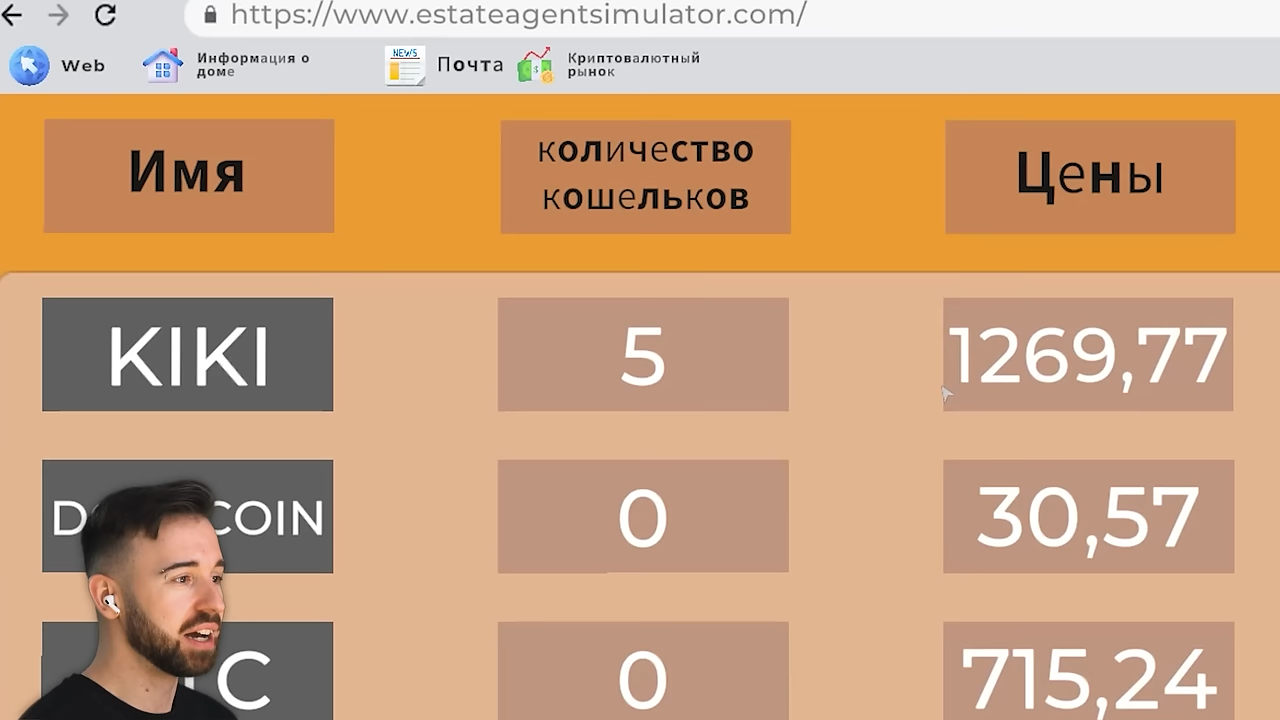 https://www.estateagentsimulator.com/
Web
Информация о
доме
NEWS
Почта
Криптовалютный
рынок
Имя
количество
кошельков
Цены
KIKI
5
1269,77
0
30,57
0
715,24